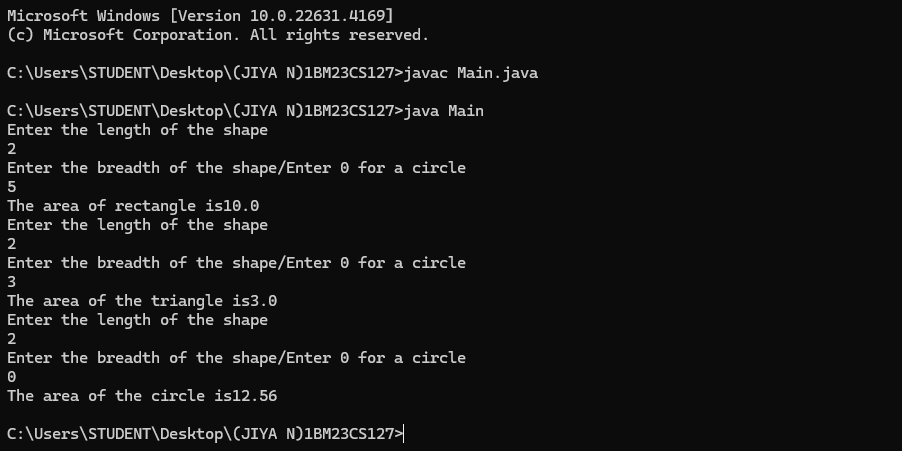 Microsoft Windows [Version 10.0.22631.4169]
(c) Microsoft Corporation. All rights reserved.
C:\Users\STUDENT\Desktop\(JIYA N)1BM23CS127>javac Main.java
C:\Users\STUDENT\Desktop\(JIYA N)1BM23CS127>java Main
Enter the length of the shape
2
Enter the breadth of the shape/Enter 0 for a circle
5
The area of rectangle is10.0
Enter the length of the shape
2
Enter the breadth of the shape/Enter 0 for a circle
3
The area of the triangle is3.0
Enter the length of the shape
2
Enter the breadth of the shape/Enter 0 for a circle
0
The area of the circle is12.56
C:\Users\STUDENT\Desktop\(JIYA N)1BM23CS127>